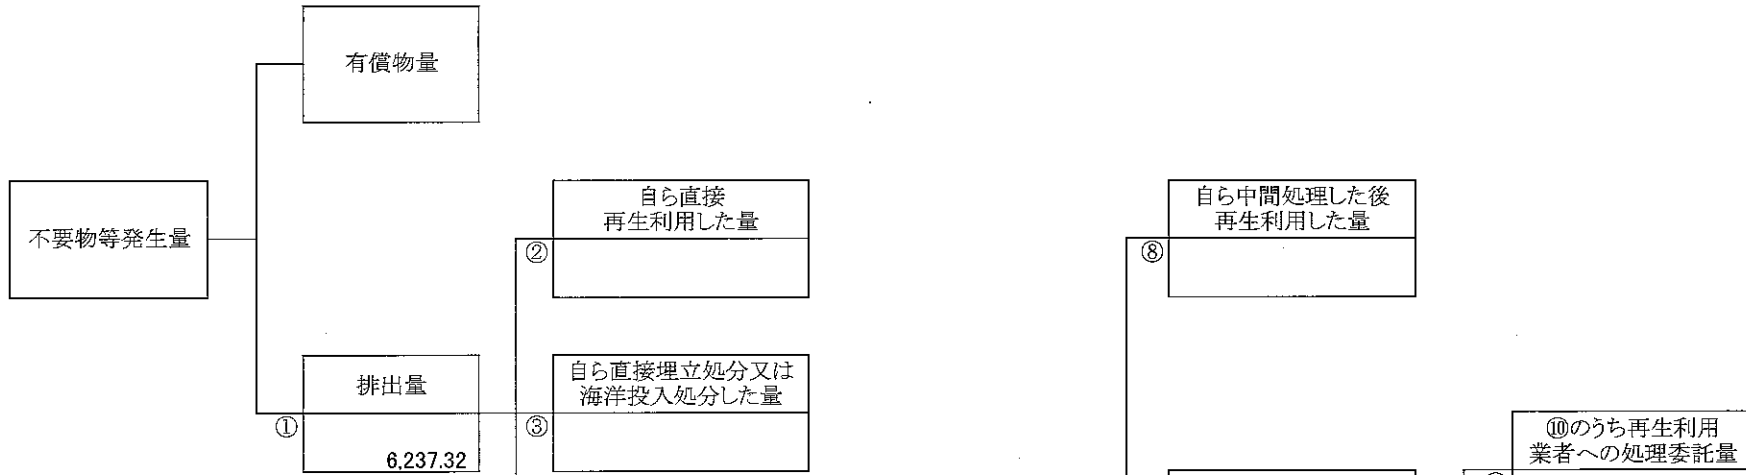 有償物量
不要物等発生量
自ら直接
再生利用した量
②
自ら中間処理した後
再生利用した量
⑧
排出量
①
6,237.32
自ら直接埋立処分又は
海洋投入処分した量
③
⑩のうち再生利用
業者への処理委託量